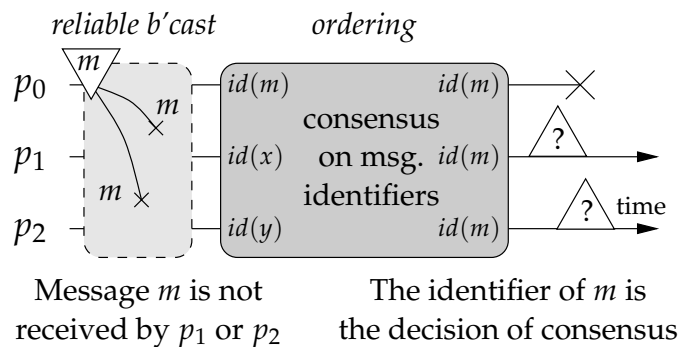 reliable b'cast ordering
m
p0 id(m) id(m)
m
consensus
?
p1 id(x) on msg. id(m)
identifiers
m
? time
p2 id(y) id(m)
Message m is not The identifier of m is
received by p1 or p2 the decision of consensus